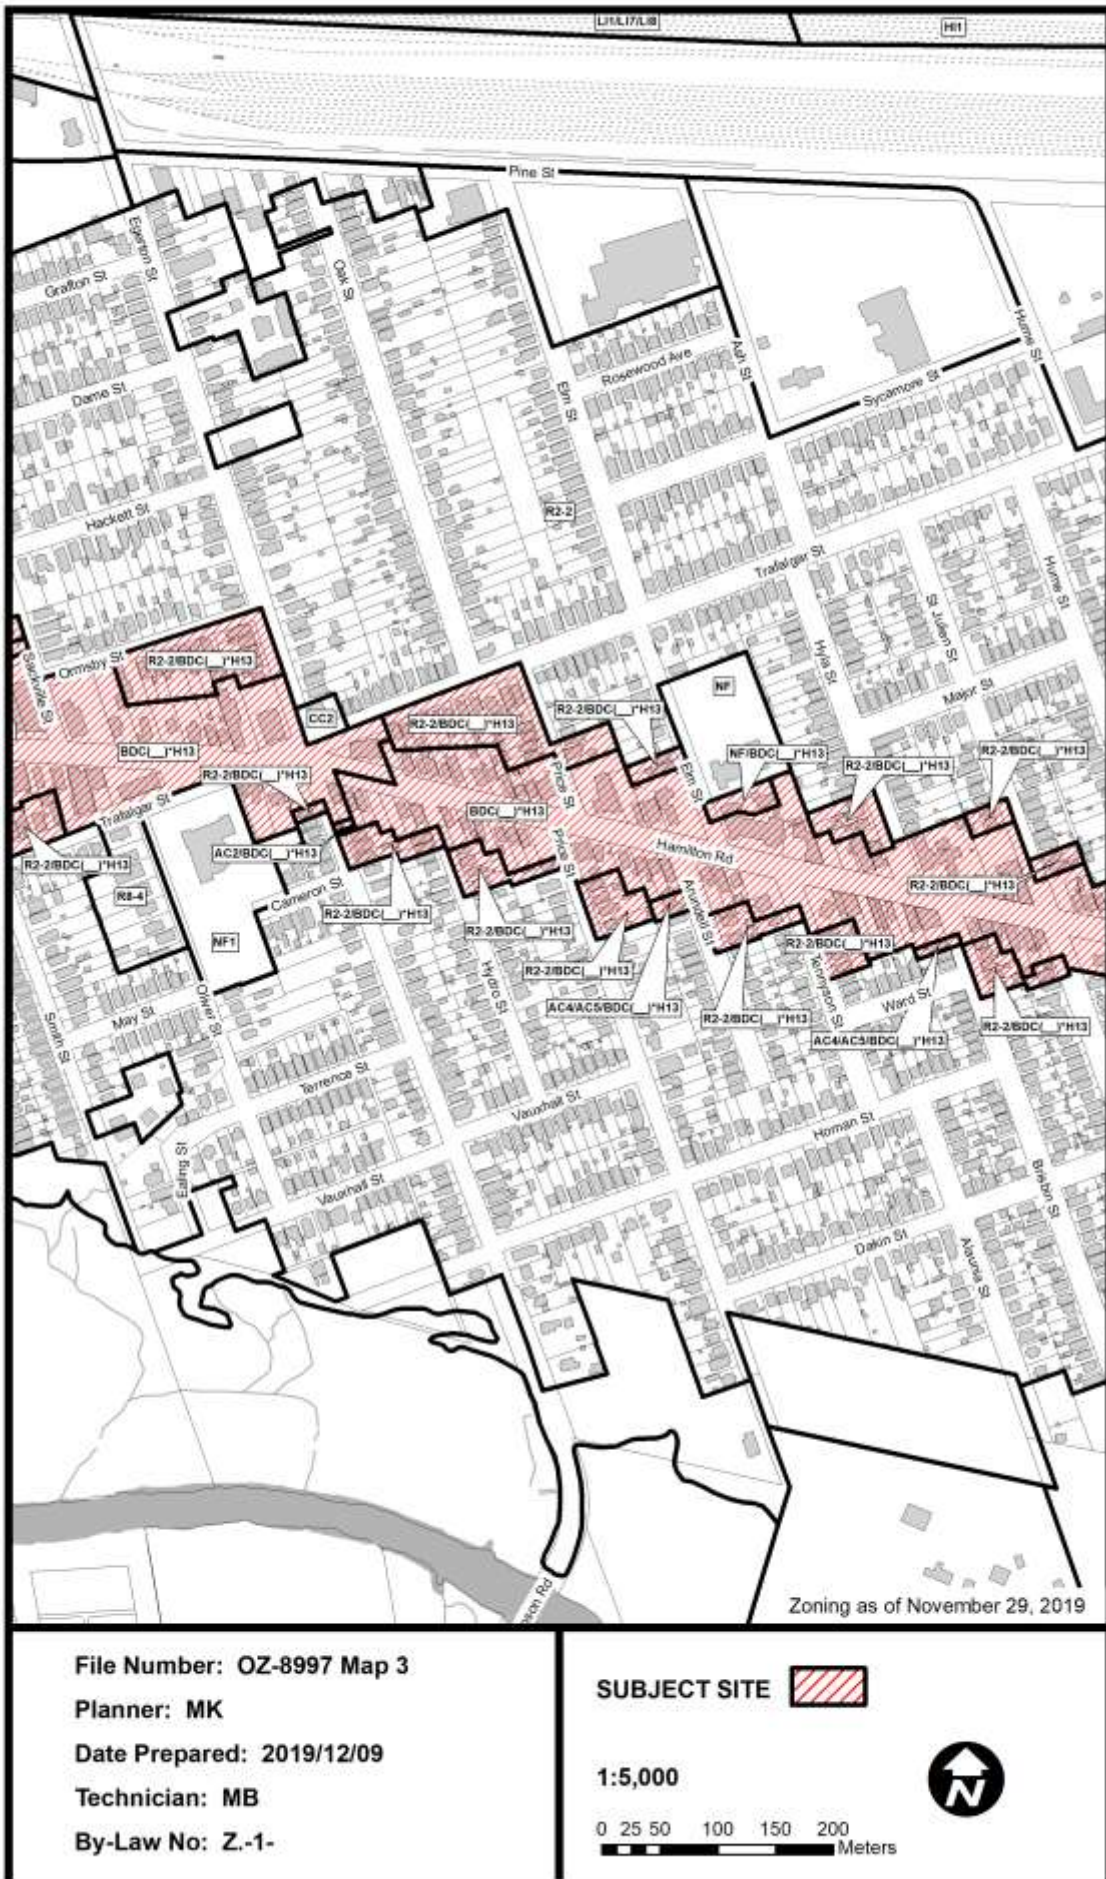 LI1/LI7/LI8
HI1
Pine St
Egerton St
Grafton St
Oak St
Hume St
Ash St
Rosewood Ave
Elm St
Sycamore St
Dame St
R2-2
Hackett St
Trafalgar St
Hume St
St Julien St
Hyla St
Ormsby St
Sackville St
R2-2/BDC(__)*H13
NF
Major St
CC2
R2-2/BDC(__)*H13
R2-2/BDC(__)*H13
BDC(__)*H13
NF/BDC(__)*H13
R2-2/BDC(__)*H13
R2-2/BDC(__)*H13
R2-2/BDC(__)*H13
Price St
Elm St
Trafalgar St
BDC(__)*H13
Price St
Hamilton Rd
AC2/BDC(__)*H13
R2-2/BDC(__)*H13
R8-4
Cameron St
R2-2/BDC(__)*H13
R2-2/BDC(__)*H13
R2-2/BDC(__)*H13
Arundell St
NF1
R2-2/BDC(__)*H13
R2-2/BDC(__)*H13
Tennyson St
Hydro St
AC4/AC5/BDC(__)*H13
R2-2/BDC(__)*H13
Ward St
R2-2/BDC(__)*H13
AC4/AC5/BDC(__)*H13
Oliver St
May St
Smith St
Terrence St
Vauxhall St
Homan St
Ealing St
Vauxhall St
Brisbin St
Dakin St
Alaunia St
Zoning as of November 29, 2019
File Number: OZ-8997 Map 3
Planner: MK
Date Prepared: 2019/12/09
Technician: MB
By-Law No: Z.-1-
SUBJECT SITE
1:5,000
N
0 25 50 100 150 200
Meters